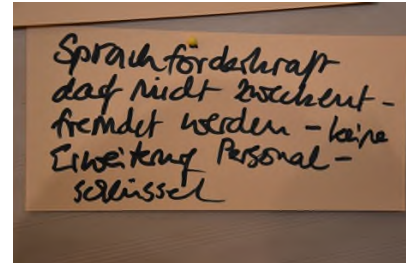 Sprachförderkraft
darf nicht zweckent-
fremdet werden - keine
Erweiterung Personal-
schlüssel